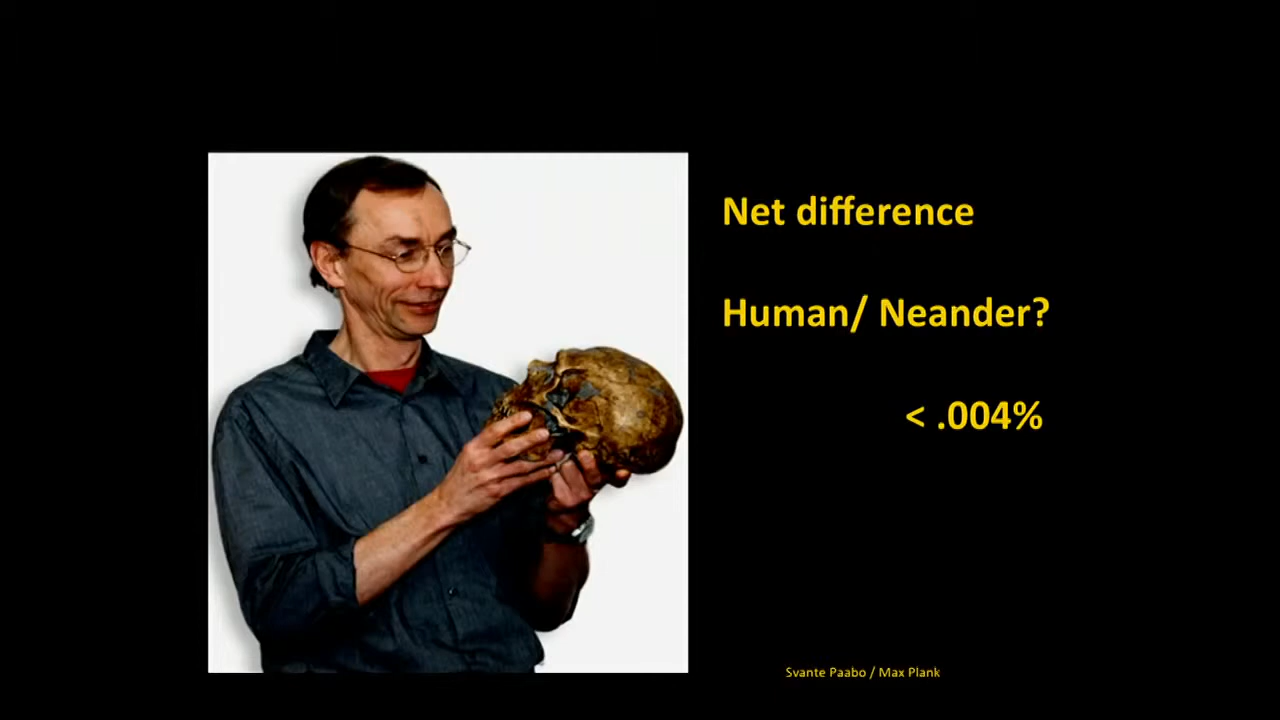 Net difference
Human/ Neander?
< .004%
Svante Paabo / Max Plank